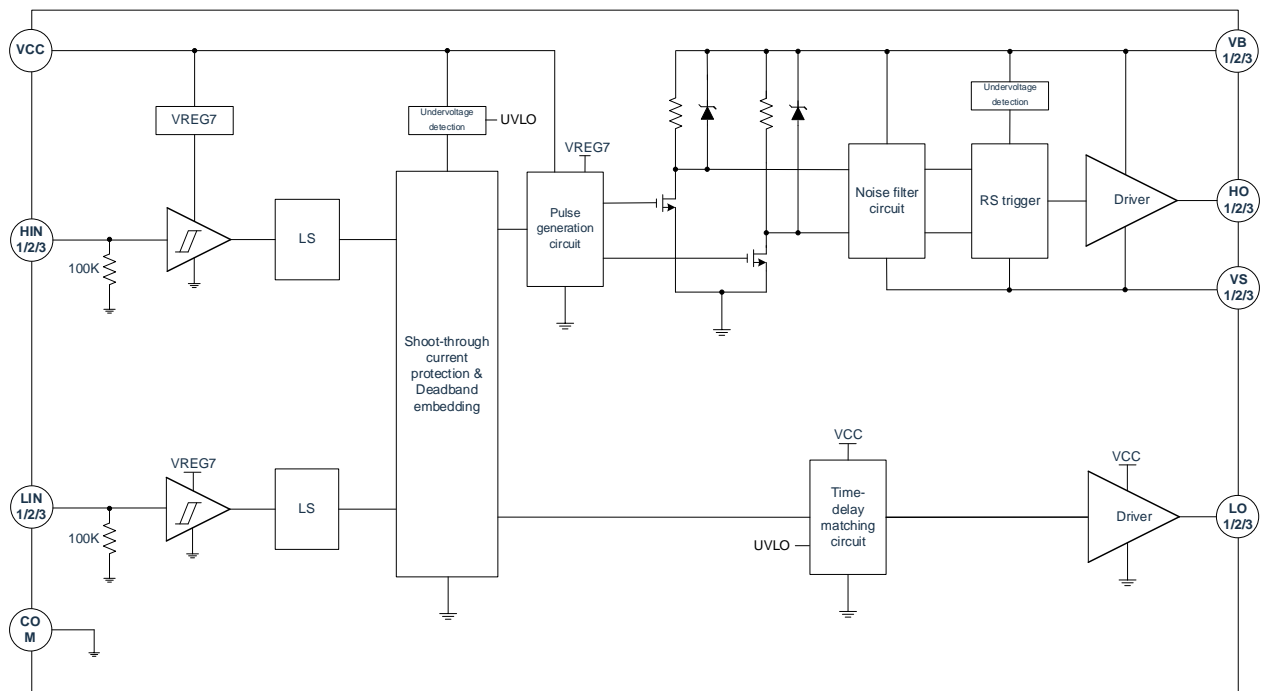 VCC
VB
1/2/3
VREG7
Undervoltage
detection
UVLO
Undervoltage
detection
VREG7
HIN
1/2/3
100K
LS
Pulse
generation
circuit
Noise filter
circuit
RS trigger
Driver
HO
1/2/3
VS
1/2/3
Shoot-through
current
protection &
Deadband
embedding
LIN
1/2/3
100K
VREG7
LS
VCC
Time-
delay
matching
circuit
UVLO
VCC
Driver
LO
1/2/3
CO
M